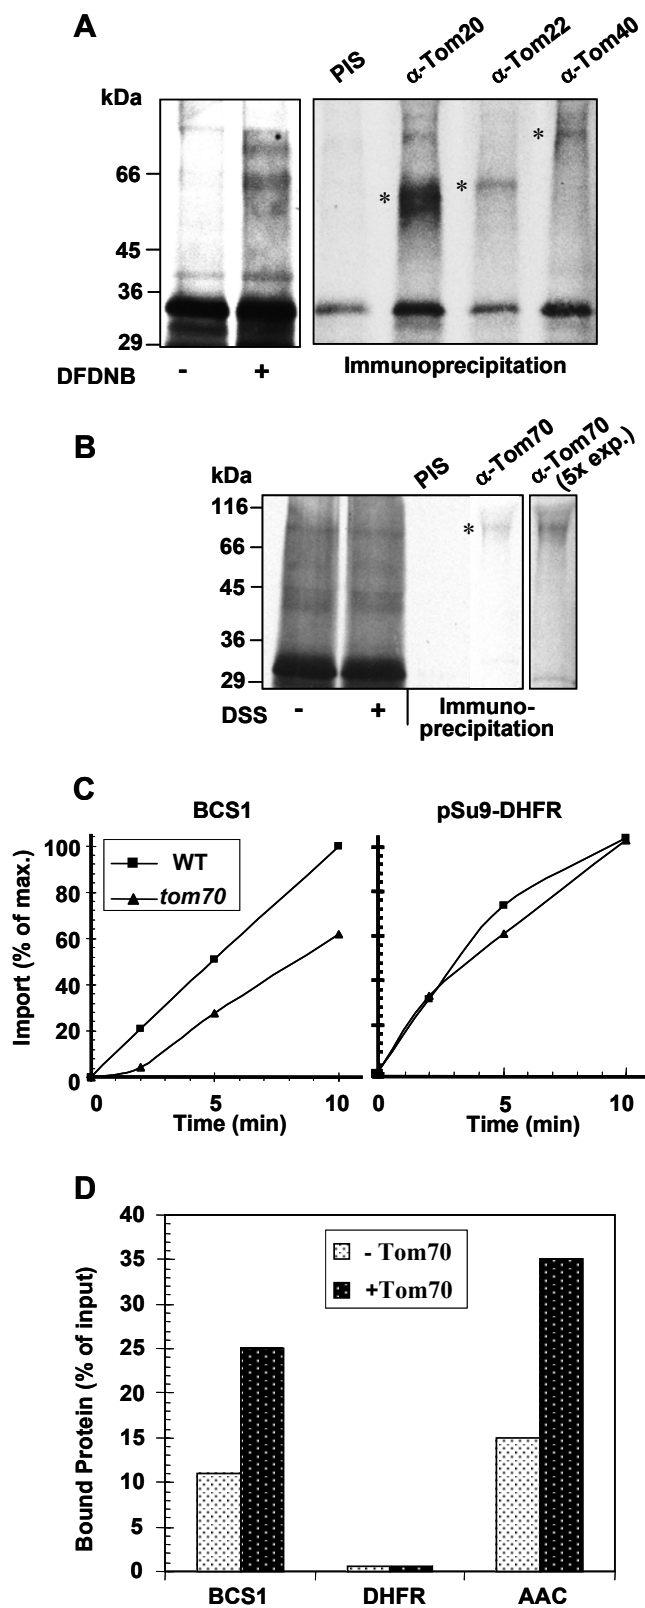 A
PIS α-Tom20 α-Tom22 α-Tom40
kDa
66
*
*
*
45
36
29
DFDNB - +
Immunoprecipitation
B
kDa
PIS α-Tom70 α-Tom70 (5x exp.)
116
*
66
45
36
29
DSS - +
Immuno-
precipitation
C
BCS1 pSu9-DHFR
Import (% of max.)
100
80
60
40
20
0
WT
tom70
0 5 10
Time (min)
0 5 10
Time (min)
D
Bound Protein (% of input)
40
35
30
25
20
15
10
5
0
- Tom70
+Tom70
BCS1 DHFR AAC